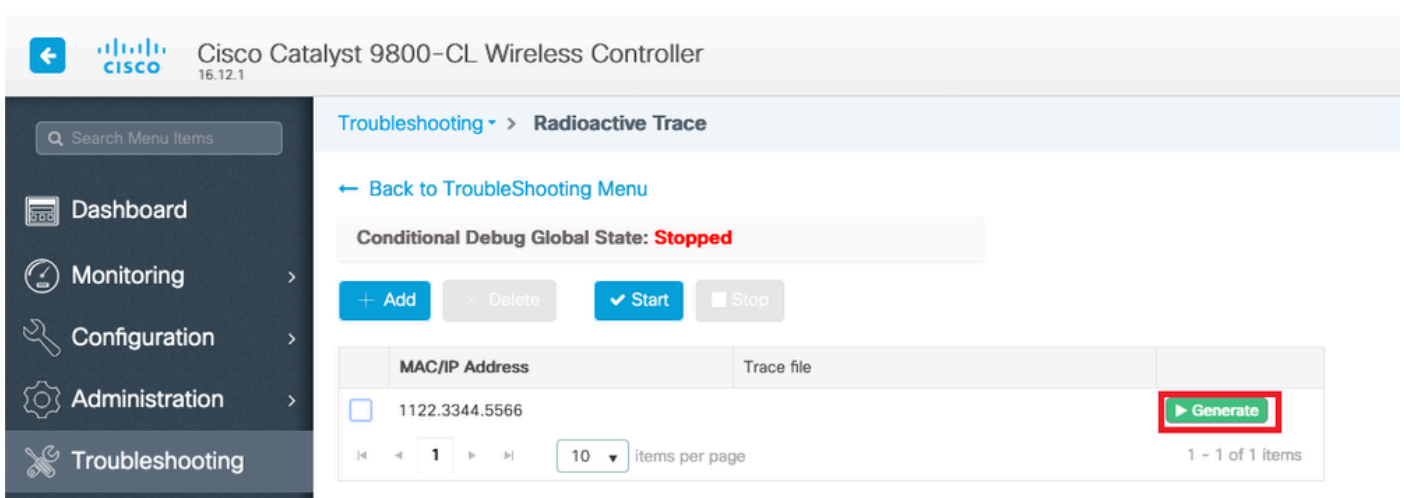 CISCO
Cisco Catalyst 9800-CL Wireless Controller
16.12.1
Search Menu Items
Dashboard
Monitoring
Configuration
Administration
Troubleshooting
Troubleshooting > Radioactive Trace
← Back to TroubleShooting Menu
Conditional Debug Global State: Stopped
+ Add × Delete ✔ Start Stop
MAC/IP Address Trace file
1122.3344.5566 Generate
1 10 items per page 1 - 1 of 1 items